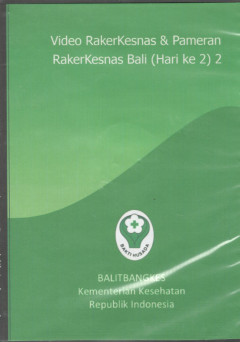 Video RakerKesnas & Pameran
RakerKesnas Bali (Hari ke 2) 2
BAKTI HUSADA
BALITBANGKES
Kementerian Kesehatan
Republik Indonesia